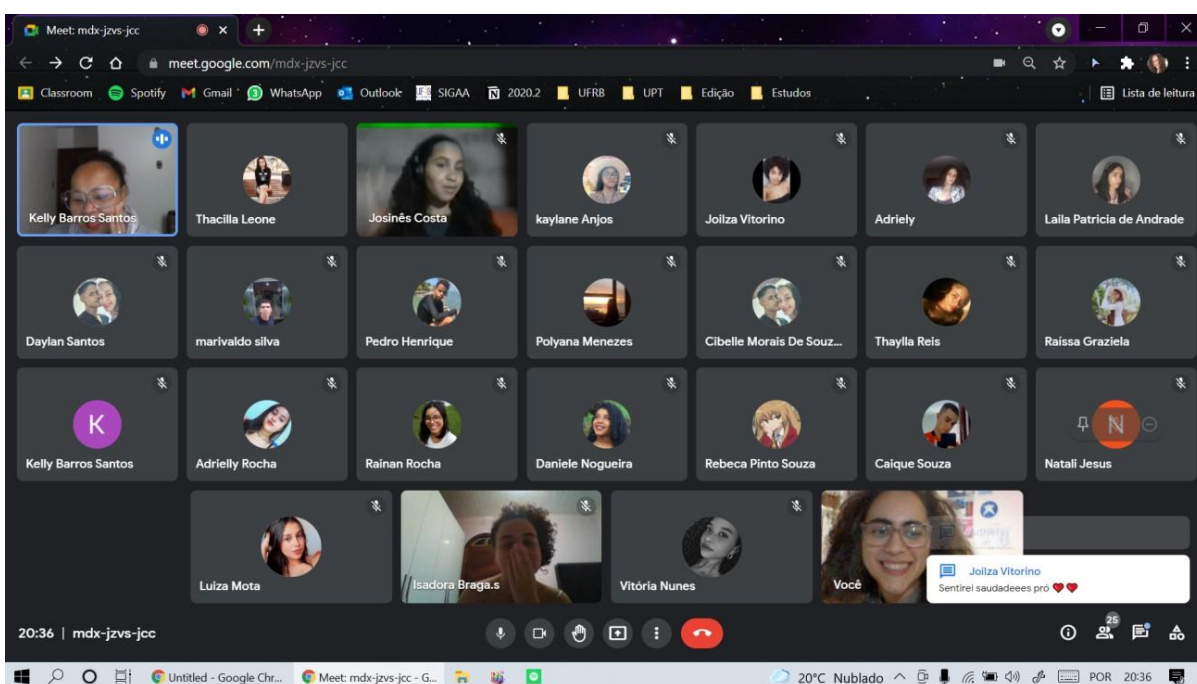 Meet: mdx-jzvs-jcc
meet.google.com/mdx-jzvs-jcc
Classroom Spotify Gmail WhatsApp Outlook SIGAA 2020.2 UFRB UPT Edição Estudos Lista de leitura
Kelly Barros Santos Thacilla Leone Josinês Costa kaylane Anjos Joilza Vitorino Adriely Laila Patricia de Andrade
Daylan Santos marivaldo silva Pedro Henrique Polyana Menezes Cibelle Morais De Souz... Thaylla Reis Raissa Graziela
K
N
Kelly Barros Santos Adrielly Rocha Rainan Rocha Daniele Nogueira Rebeca Pinto Souza Caique Souza Natali Jesus
Joilza Vitorino
Luiza Mota Isadora Braga.s Vitória Nunes Você Sentirei saudadeees pró
25
20:36 | mdx-jzvs-jcc
Untitled - Google Chr... Meet: mdx-jzvs-jcc - G... 20°C Nublado POR 20:36